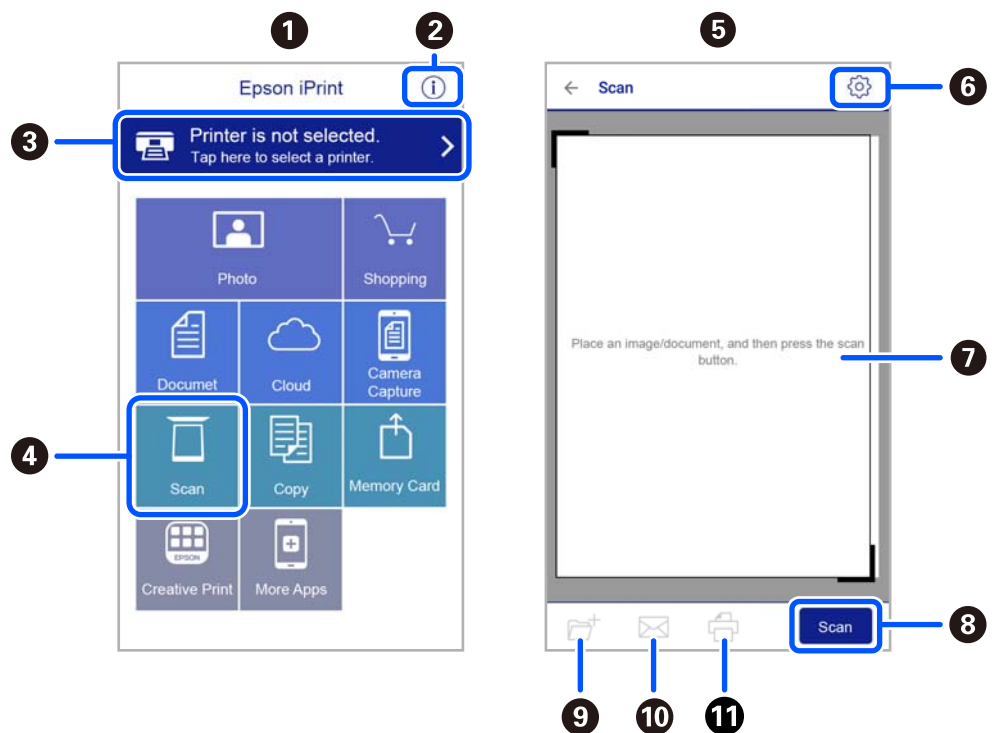 1
2
5
Epson iPrint
i
Scan
6
3
Printer is not selected.
Tap here to select a printer.
Photo
Shopping
Place an image/document, and then press the scan
button.
7
Documet
Cloud
Camera
Capture
4
Scan
Copy
Memory Card
EPSON
Creative Print
More Apps
Scan
8
9
10
11